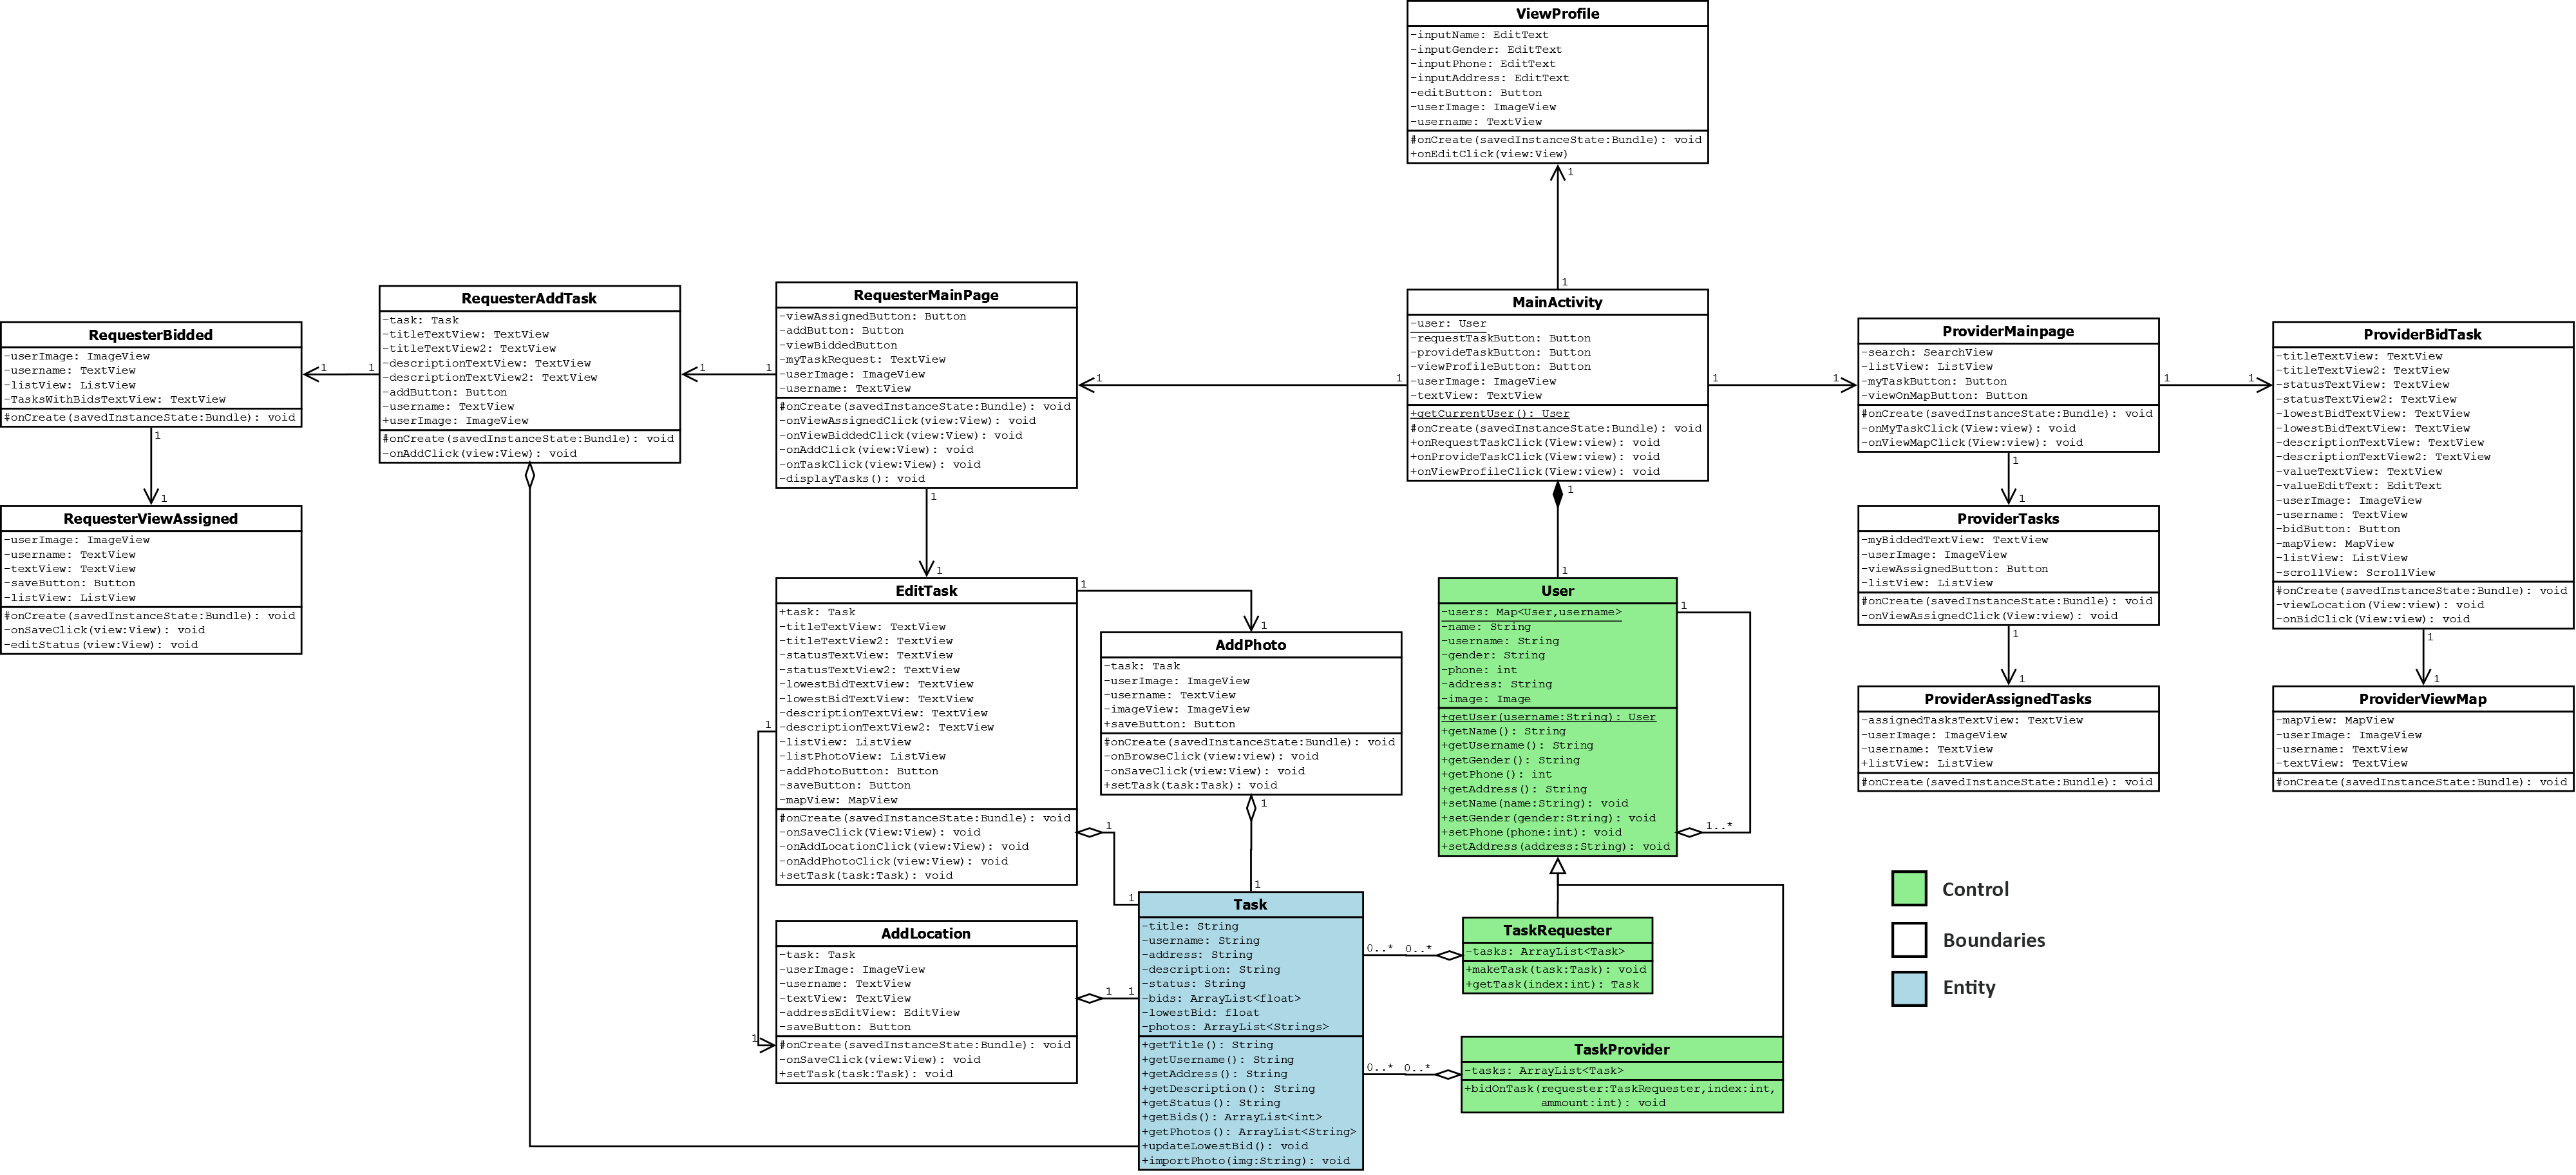 ViewProfile
-inputName: EditText
-inputGender: EditText
-inputPhone: EditText
-inputAddress: EditText
-editButton: Button
-userImage: ImageView
-username: TextView
#onCreate(savedInstanceState:Bundle): void
+onEditClick(view:View)
1
1
RequesterBidded
-userImage: ImageView
-username: TextView
-listView: ListView
-TasksWithBidsTextView: TextView
#onCreate(savedInstanceState:Bundle): void
1
1
1
1
RequesterViewAssigned
-userImage: ImageView
-username: TextView
-textView: TextView
-saveButton: Button
-listView: ListView
#onCreate(savedInstanceState:Bundle): void
-onSaveClick(view:View): void
-editStatus(view:View): void
RequesterAddTask
-task: Task
-titleTextView: TextView
-titleTextView2: TextView
-descriptionTextView: TextView
-descriptionTextView2: TextView
-addButton: Button
-username: TextView
+userImage: ImageView
#onCreate(savedInstanceState:Bundle): void
-onAddClick(view:View): void
1
1
RequesterMainPage
-viewAssignedButton: Button
-addButton: Button
-viewBiddedButton
-myTaskRequest: TextView
-userImage: ImageView
-username: TextView
#onCreate(savedInstanceState:Bundle): void
-onViewAssignedClick(view:View): void
-onViewBiddedClick(view:View): void
-onAddClick(view:View): void
-onTaskClick(view:View): void
-displayTasks(): void
1
1
1
1
MainActivity
-user: User
-requestTaskButton: Button
-provideTaskButton: Button
-viewProfileButton: Button
-userImage: ImageView
-textView: TextView
+getCurrentUser(): User
#onCreate(savedInstanceState:Bundle): void
+onRequestTaskClick(View:view): void
+onProvideTaskClick(View:view): void
+onViewProfileClick(View:view): void
1
1
1
1
ProviderMainpage
-search: SearchView
-listView: ListView
-myTaskButton: Button
-viewOnMapButton: Button
#onCreate(savedInstanceState:Bundle): void
-onMyTaskClick(View:view): void
-onViewMapClick(View:view): void
1
1
1
1
ProviderBidTask
-titleTextView: TextView
-titleTextView2: TextView
-statusTextView: TextView
-statusTextView2: TextView
-lowestBidTextView: TextView
-lowestBidTextView: TextView
-descriptionTextView: TextView
-descriptionTextView2: TextView
-valueTextView: TextView
-valueEditText: EditText
-userImage: ImageView
-username: TextView
-bidButton: Button
-mapView: MapView
-listView: ListView
-scrollView: ScrollView
#onCreate(savedInstanceState:Bundle): void
-viewLocation(View:view): void
-onBidClick(View:view): void
1
1
ProviderTasks
-myBiddedTextView: TextView
-userImage: ImageView
-viewAssignedButton: Button
-listView: ListView
#onCreate(savedInstanceState:Bundle): void
-onViewAssignedClick(View:view): void
1
1
ProviderAssignedTasks
-assignedTasksTextView: TextView
-userImage: ImageView
-username: TextView
+listView: ListView
#onCreate(savedInstanceState:Bundle): void
ProviderViewMap
-mapView: MapView
-userImage: ImageView
-username: TextView
-textView: TextView
#onCreate(savedInstanceState:Bundle): void
EditTask
+task: Task
-titleTextView: TextView
-titleTextView2: TextView
-statusTextView: TextView
-statusTextView2: TextView
-lowestBidTextView: TextView
-lowestBidTextView: TextView
-descriptionTextView: TextView
-descriptionTextView2: TextView
-listView: ListView
-listPhotoView: ListView
-addPhotoButton: Button
-saveButton: Button
-mapView: MapView
#onCreate(savedInstanceState:Bundle): void
-onSaveClick(View:View): void
-onAddLocationClick(view:View): void
-onAddPhotoClick(view:View): void
+setTask(task:Task): void
1
1
1
1
1
1
AddPhoto
-task: Task
-userImage: ImageView
-username: TextView
-imageView: ImageView
+saveButton: Button
#onCreate(savedInstanceState:Bundle): void
-onBrowseClick(view:view): void
-onSaveClick(view:View): void
+setTask(task:Task): void
1
1
User
-users: Map<User,username>
-name: String
-username: String
-gender: String
-phone: int
-address: String
-image: Image
+getUser(username:String): User
+getName(): String
+getUsername(): String
+getGender(): String
+getPhone(): int
+getAddress(): String
+setName(name:String): void
+setGender(gender:String): void
+setPhone(phone:int): void
+setAddress(address:String): void
1
1..*
AddLocation
-task: Task
-userImage: ImageView
-username: TextView
-textView: TextView
-addressEditView: EditView
-saveButton: Button
#onCreate(savedInstanceState:Bundle): void
-onSaveClick(view:View): void
+setTask(task:Task): void
1
1
Task
-title: String
-username: String
-address: String
-description: String
-status: String
-bids: ArrayList<float>
-lowestBid: float
-photos: ArrayList<Strings>
+getTitle(): String
+getUsername(): String
+getAddress(): String
+getDescription(): String
+getStatus(): String
+getBids(): ArrayList<int>
+getPhotos(): ArrayList<String>
+updateLowestBid(): void
+importPhoto(img:String): void
0..*
0..*
TaskRequester
-tasks: ArrayList<Task>
+makeTask(task:Task): void
+getTask(index:int): Task
0..*
0..*
TaskProvider
-tasks: ArrayList<Task>
+bidOnTask(requester:TaskRequester,index:int,
ammount:int): void
Control
Boundaries
Entity